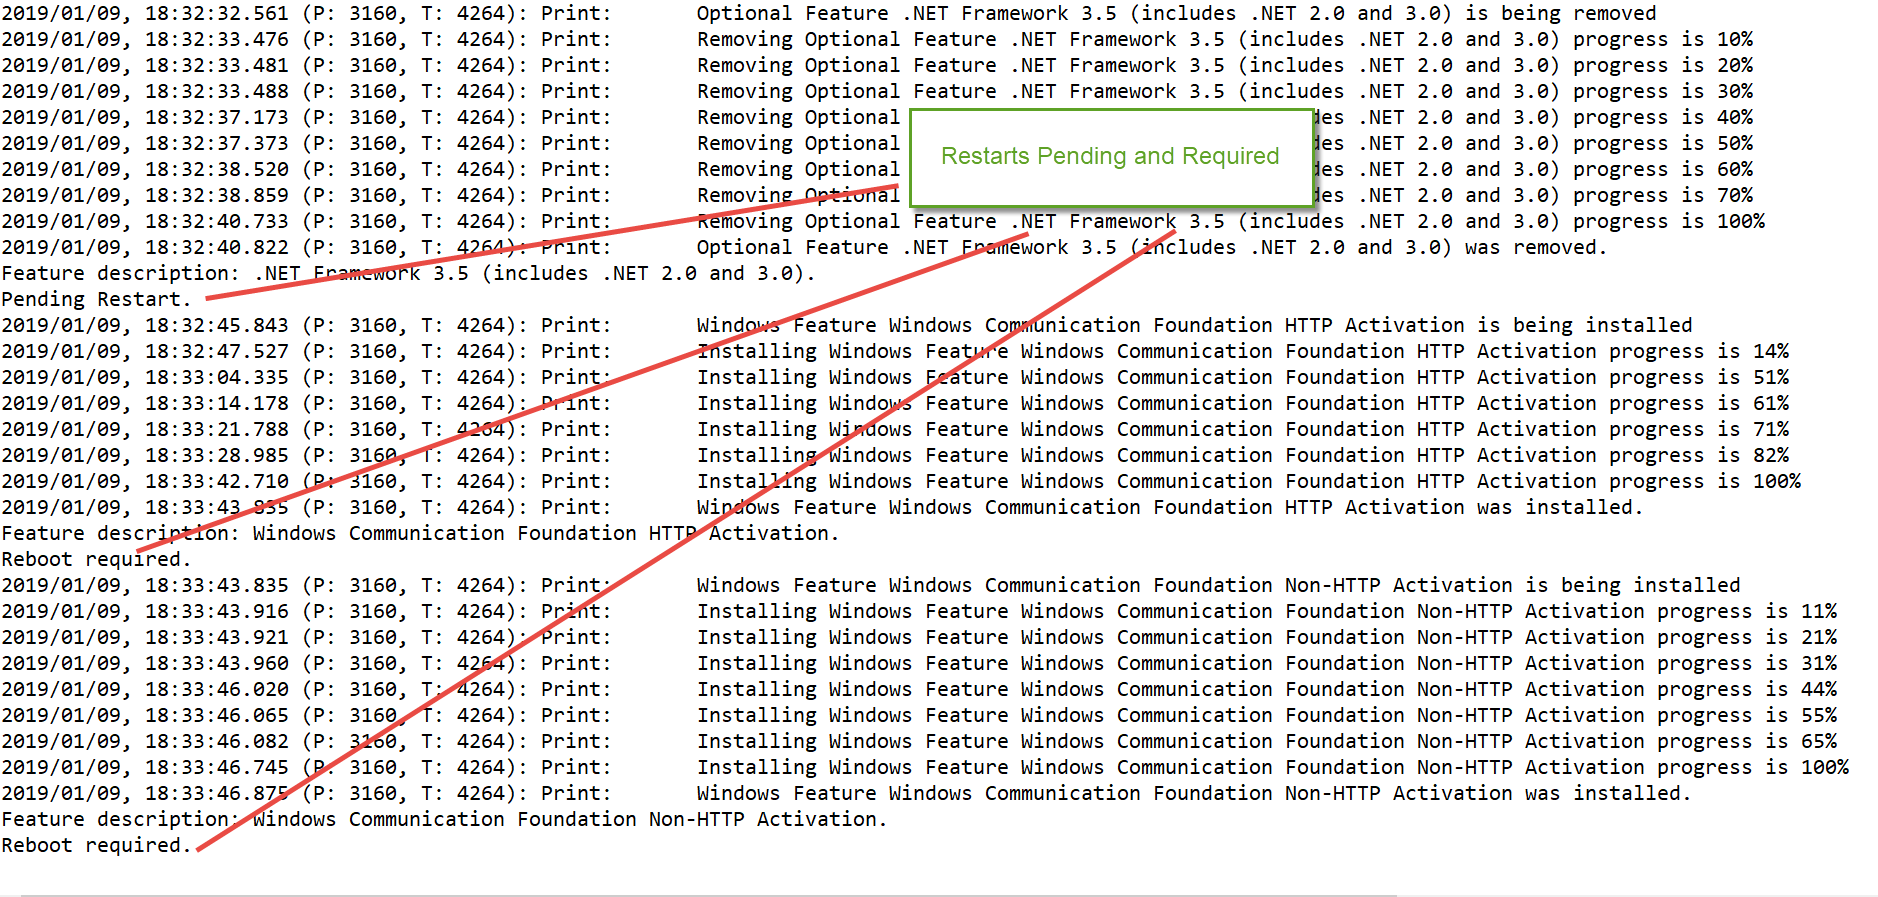 2019/01/09, 18:32:32.561 (P: 3160, T: 4264): Print: Optional Feature .NET Framework 3.5 (includes .NET 2.0 and 3.0) is being removed
2019/01/09, 18:32:33.476 (P: 3160, T: 4264): Print: Removing Optional Feature .NET Framework 3.5 (includes .NET 2.0 and 3.0) progress is 10%
2019/01/09, 18:32:33.481 (P: 3160, T: 4264): Print: Removing Optional Feature .NET Framework 3.5 (includes .NET 2.0 and 3.0) progress is 20%
2019/01/09, 18:32:33.488 (P: 3160, T: 4264): Print: Removing Optional Feature .NET Framework 3.5 (includes .NET 2.0 and 3.0) progress is 30%
2019/01/09, 18:32:37.173 (P: 3160, T: 4264): Print: Removing Optional .NET 2.0 and 3.0) progress is 40%
2019/01/09, 18:32:37.373 (P: 3160, T: 4264): Print: Removing Optional .NET 2.0 and 3.0) progress is 50%
Restarts Pending and Required
2019/01/09, 18:32:38.520 (P: 3160, T: 4264): Print: Removing Optional .NET 2.0 and 3.0) progress is 60%
2019/01/09, 18:32:38.859 (P: 3160, T: 4264): Print: Removing Optional .NET 2.0 and 3.0) progress is 70%
2019/01/09, 18:32:40.733 (P: 3160, T: 4264): Print: Removing Optional Feature .NET Framework 3.5 (includes .NET 2.0 and 3.0) progress is 100%
2019/01/09, 18:32:40.822 (P: 3160, T: 4264): Print: Optional Feature .NET Framework 3.5 (includes .NET 2.0 and 3.0) was removed.
Feature description: .NET Framework 3.5 (includes .NET 2.0 and 3.0).
Pending Restart.
2019/01/09, 18:32:45.843 (P: 3160, T: 4264): Print: Windows Feature Windows Communication Foundation HTTP Activation is being installed
2019/01/09, 18:32:47.527 (P: 3160, T: 4264): Print: Installing Windows Feature Windows Communication Foundation HTTP Activation progress is 14%
2019/01/09, 18:33:04.335 (P: 3160, T: 4264): Print: Installing Windows Feature Windows Communication Foundation HTTP Activation progress is 51%
2019/01/09, 18:33:14.178 (P: 3160, T: 4264): Print: Installing Windows Feature Windows Communication Foundation HTTP Activation progress is 61%
2019/01/09, 18:33:21.788 (P: 3160, T: 4264): Print: Installing Windows Feature Windows Communication Foundation HTTP Activation progress is 71%
2019/01/09, 18:33:28.985 (P: 3160, T: 4264): Print: Installing Windows Feature Windows Communication Foundation HTTP Activation progress is 82%
2019/01/09, 18:33:42.710 (P: 3160, T: 4264): Print: Installing Windows Feature Windows Communication Foundation HTTP Activation progress is 100%
2019/01/09, 18:33:43.835 (P: 3160, T: 4264): Print: Windows Feature Windows Communication Foundation HTTP Activation was installed.
Feature description: Windows Communication Foundation HTTP Activation.
Reboot required.
2019/01/09, 18:33:43.835 (P: 3160, T: 4264): Print: Windows Feature Windows Communication Foundation Non-HTTP Activation is being installed
2019/01/09, 18:33:43.916 (P: 3160, T: 4264): Print: Installing Windows Feature Windows Communication Foundation Non-HTTP Activation progress is 11%
2019/01/09, 18:33:43.921 (P: 3160, T: 4264): Print: Installing Windows Feature Windows Communication Foundation Non-HTTP Activation progress is 21%
2019/01/09, 18:33:43.960 (P: 3160, T: 4264): Print: Installing Windows Feature Windows Communication Foundation Non-HTTP Activation progress is 31%
2019/01/09, 18:33:46.020 (P: 3160, T: 4264): Print: Installing Windows Feature Windows Communication Foundation Non-HTTP Activation progress is 44%
2019/01/09, 18:33:46.065 (P: 3160, T: 4264): Print: Installing Windows Feature Windows Communication Foundation Non-HTTP Activation progress is 55%
2019/01/09, 18:33:46.082 (P: 3160, T: 4264): Print: Installing Windows Feature Windows Communication Foundation Non-HTTP Activation progress is 65%
2019/01/09, 18:33:46.745 (P: 3160, T: 4264): Print: Installing Windows Feature Windows Communication Foundation Non-HTTP Activation progress is 100%
2019/01/09, 18:33:46.875 (P: 3160, T: 4264): Print: Windows Feature Windows Communication Foundation Non-HTTP Activation was installed.
Feature description: Windows Communication Foundation Non-HTTP Activation.
Reboot required.